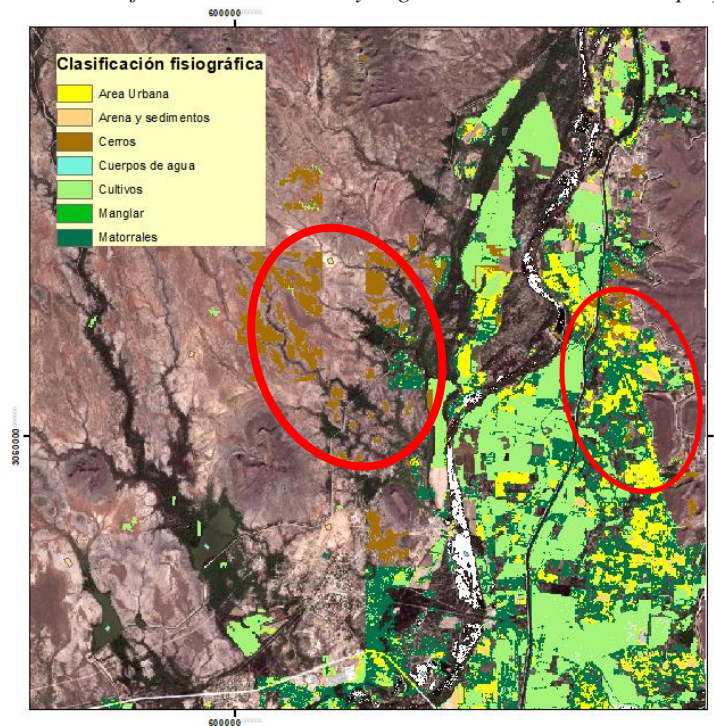 600000
Clasificación fisiográfica
Area Urbana
Arena y sedimentos
Cerros
Cuerpos de agua
Cultivos
Manglar
Matorrales
3060000
600000